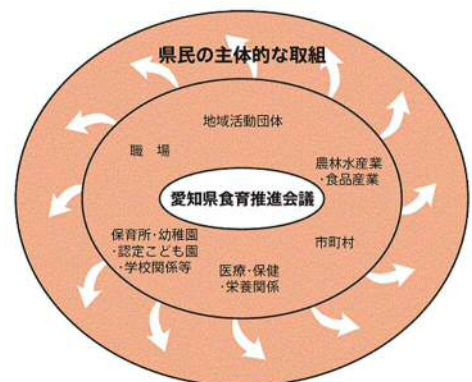 県民の主体的な取組
地域活動団体
職　場
農林水産業
・食品産業
愛知県食育推進会議
保育所・幼稚園
・認定こども園
・学校関係等
市町村
医療・保健
・栄養関係